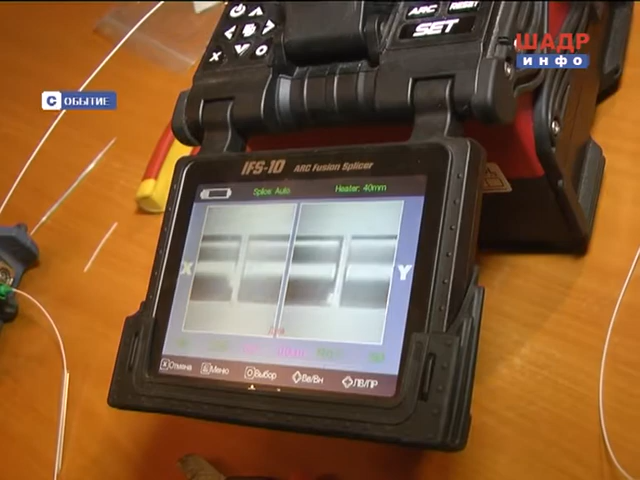 ARC
RESET
SET
ШАДР
ИНФО
С ОБЫТИЕ
IFS-10 ARC Fusion Splicer
Splice: Auto Heater: 40mm
X
Y
Отмена Меню Выбор Вв/Вн ЛВ/ПР